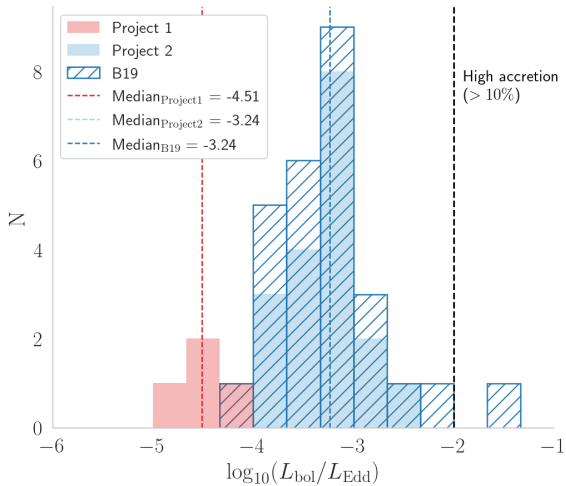 Project 1
Project 2
B19
Median_Project1 = -4.51
Median_Project2 = -3.24
Median_B19 = -3.24
High accretion
(> 10%)
N
8
6
4
2
0
−6 −5 −4 −3 −2 −1
log₁₀(L_bol/L_Edd)